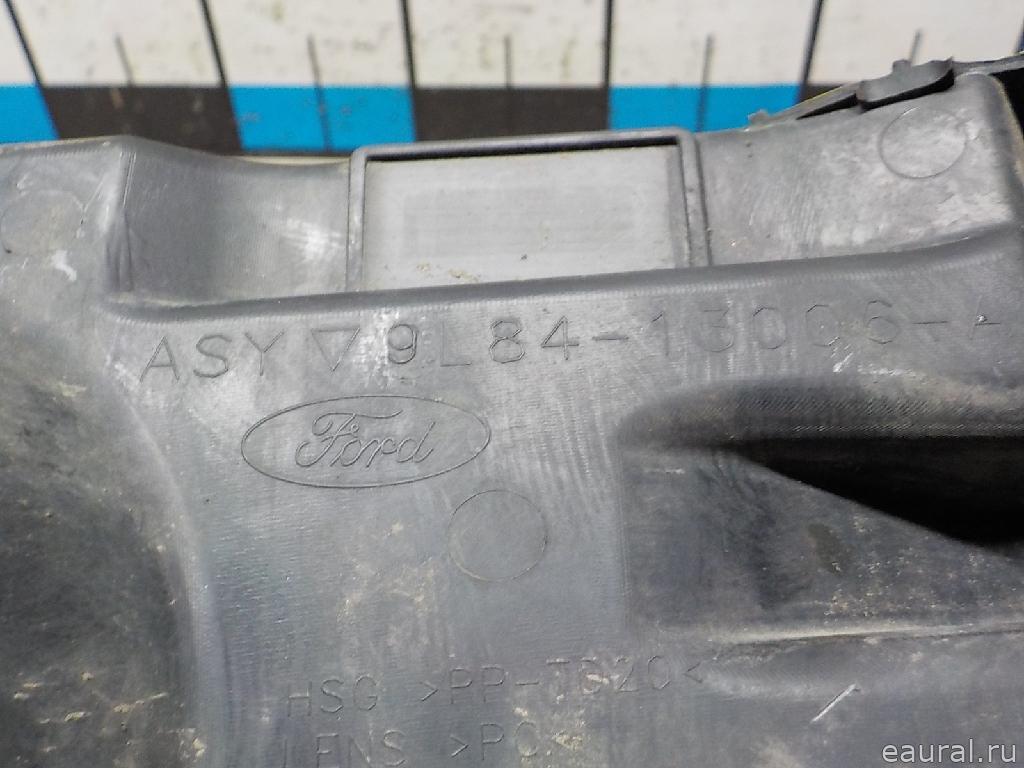 ASY ▽ 9L84-13006-A
Ford
HSG >PP-TD20<
LENS >PC<
eaural.ru